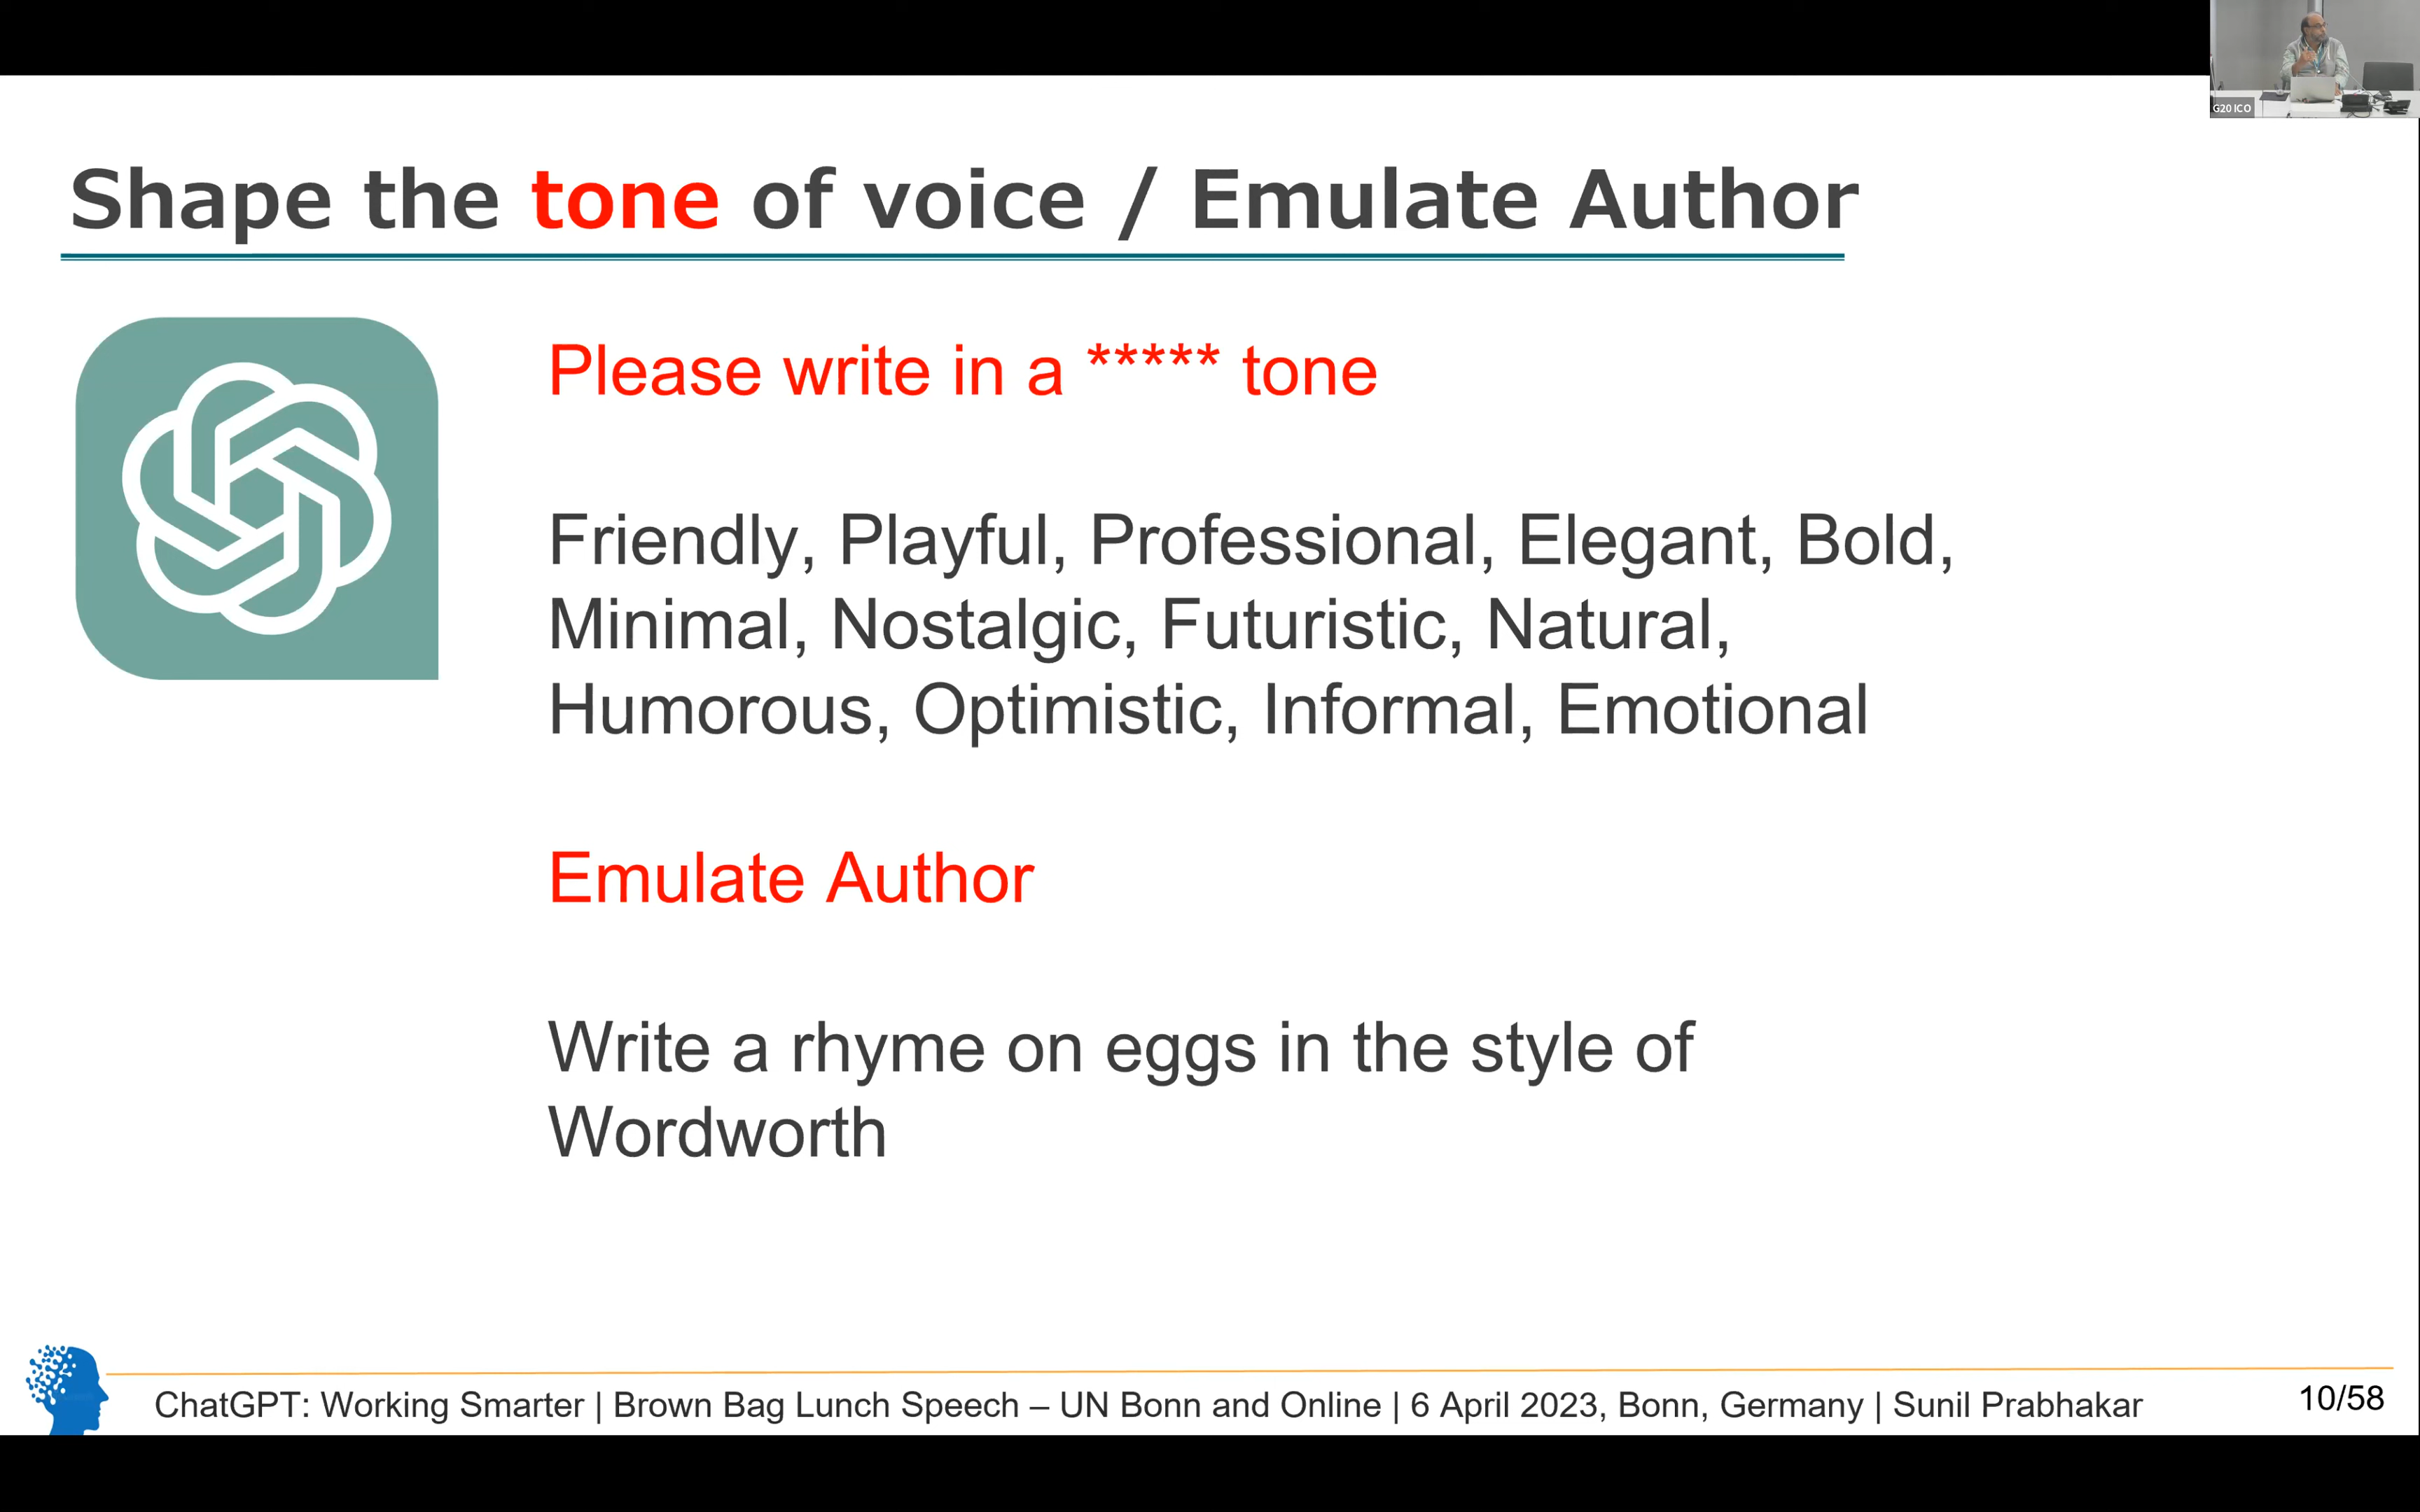 G20 ICO
Shape the tone of voice / Emulate Author
Please write in a ***** tone
Friendly, Playful, Professional, Elegant, Bold,
Minimal, Nostalgic, Futuristic, Natural,
Humorous, Optimistic, Informal, Emotional
Emulate Author
Write a rhyme on eggs in the style of
Wordworth
ChatGPT: Working Smarter | Brown Bag Lunch Speech – UN Bonn and Online | 6 April 2023, Bonn, Germany | Sunil Prabhakar
10/58